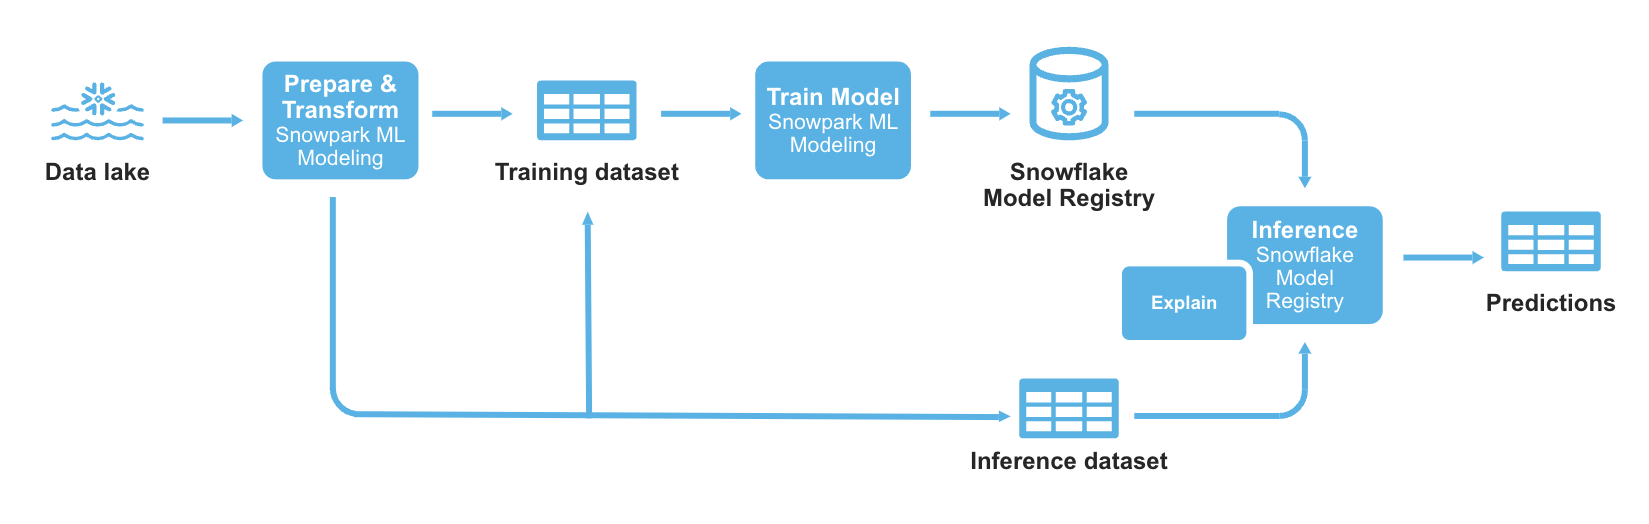 Data lake
Prepare &
Transform
Snowpark ML
Modeling
Training dataset
Train Model
Snowpark ML
Modeling
Snowflake
Model Registry
Inference
Snowflake
Model
Registry
Explain
Predictions
Inference dataset